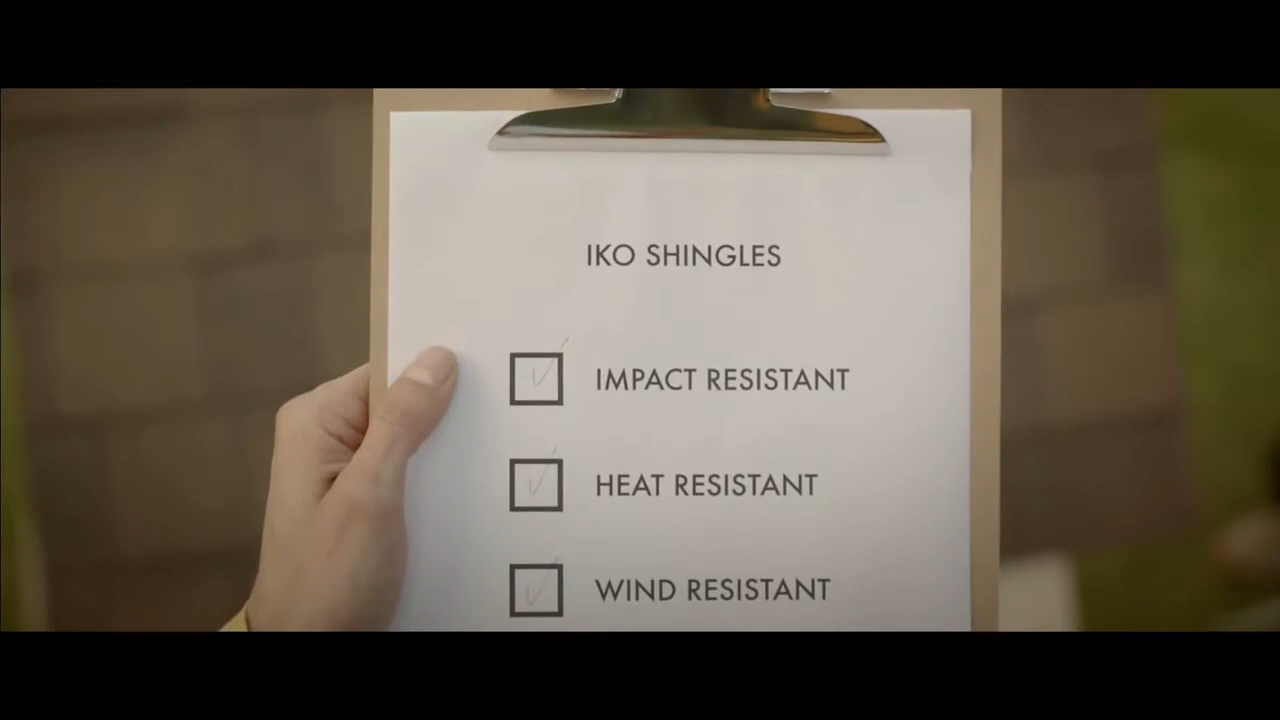 IKO SHINGLES
IMPACT RESISTANT
HEAT RESISTANT
WIND RESISTANT